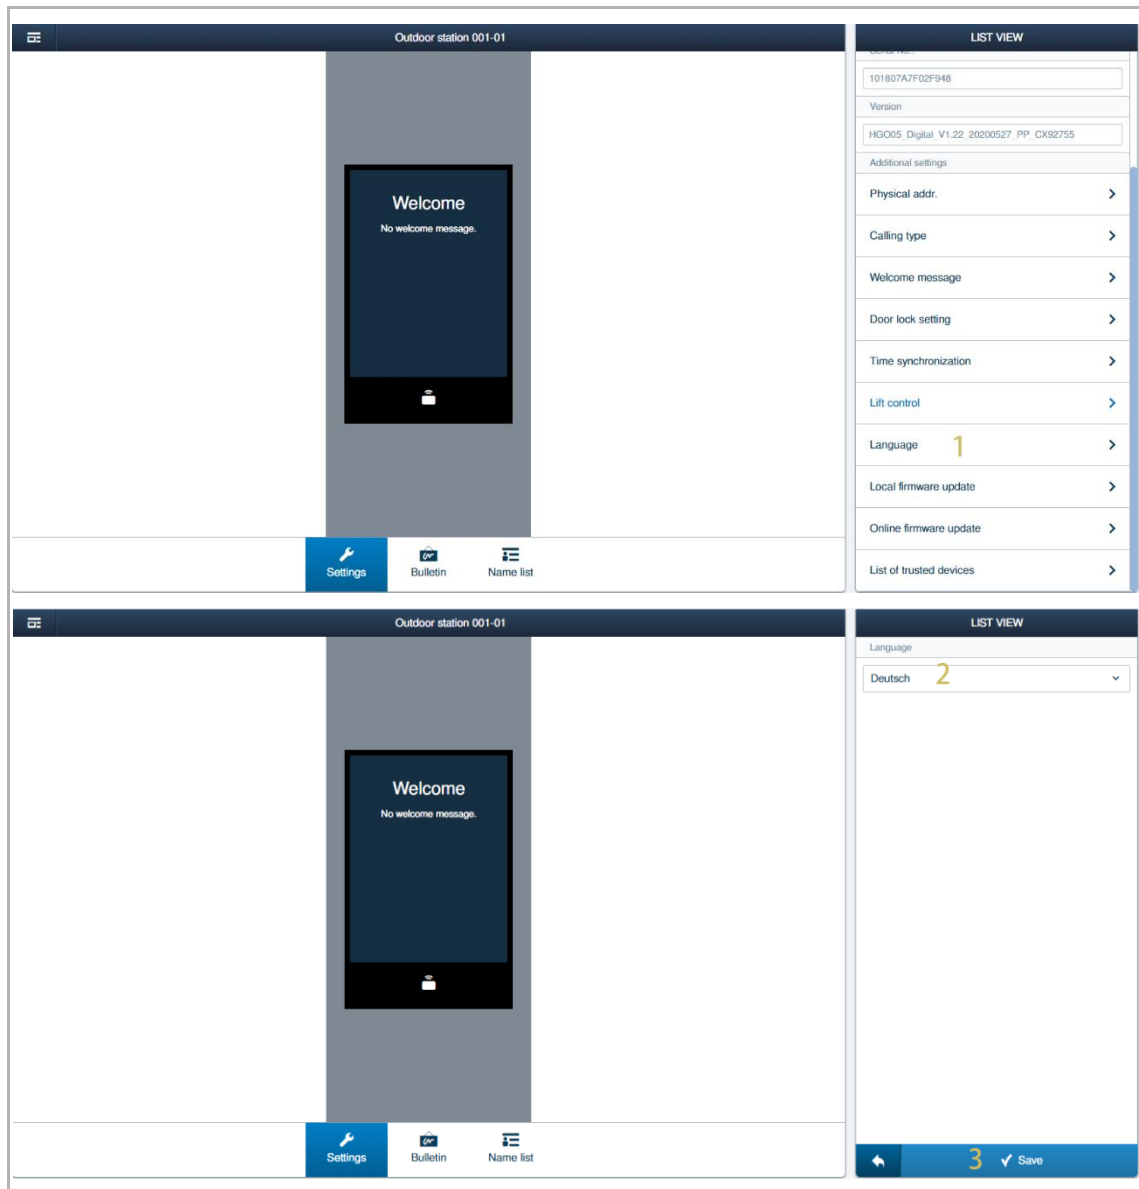 Outdoor station 001-01
LIST VIEW
Serial No.:
101807A7F02F948
Version
HGO05_Digital_V1.22_20200527_PP_CX92755
Additional settings
Welcome
No welcome message.
Physical addr.
Calling type
Welcome message
Door lock setting
Time synchronization
Lift control
Language 1
Local firmware update
Online firmware update
List of trusted devices
Settings Bulletin Name list
Outdoor station 001-01
LIST VIEW
Language
Deutsch 2
Welcome
No welcome message.
Settings Bulletin Name list
3 Save